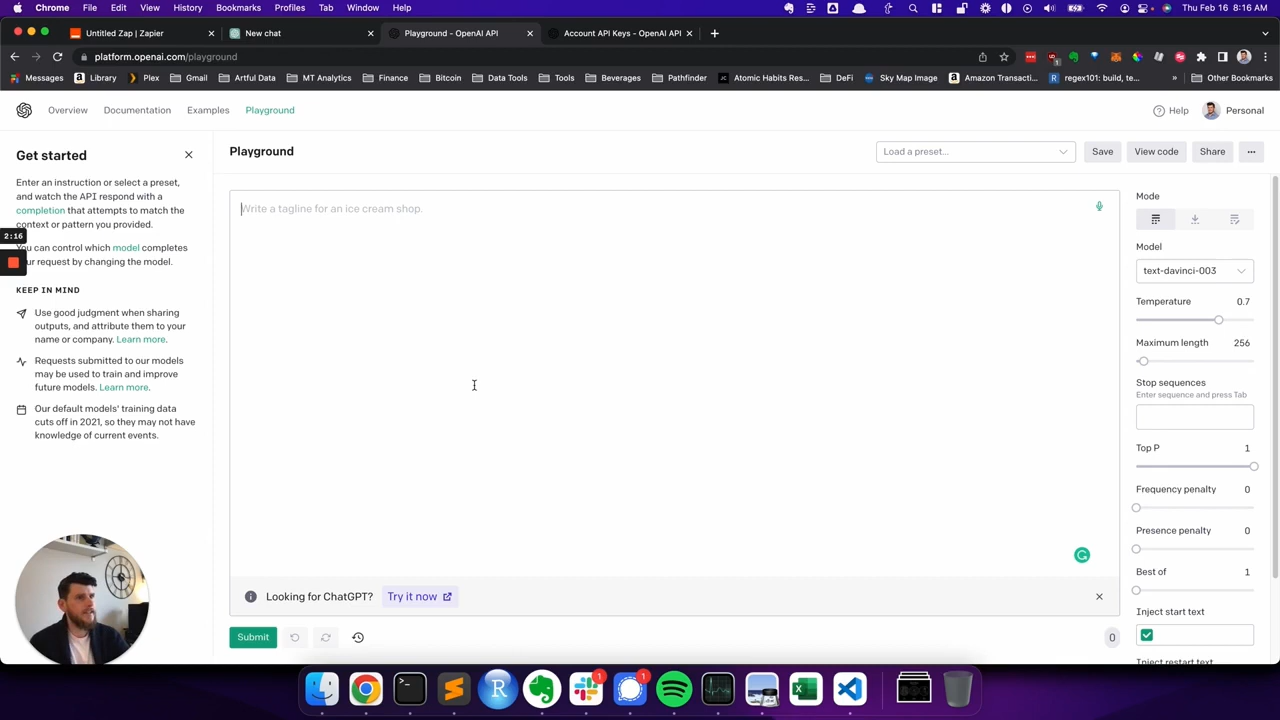 Chrome File Edit View History Bookmarks Profiles Tab Window Help Thu Feb 16 8:16 AM
Untitled Zap | Zapier New chat Playground - OpenAI API Account API Keys - OpenAI API
platform.openai.com/playground
Messages Library Plex Gmail Artful Data MT Analytics Finance Bitcoin Data Tools Tools Beverages Pathfinder Atomic Habits Res... DeFi Sky Map Image Amazon Transacti... regex101: build, te... » Other Bookmarks
Overview Documentation Examples Playground Help Personal
Get started
Playground
Load a preset...
Save
View code
Share
Enter an instruction or select a preset,
and watch the API respond with a
completion that attempts to match the
context or pattern you provided.
2:16
You can control which model completes
your request by changing the model.
KEEP IN MIND
Use good judgment when sharing
outputs, and attribute them to your
name or company. Learn more.
Requests submitted to our models
may be used to train and improve
future models. Learn more.
Our default models' training data
cuts off in 2021, so they may not have
knowledge of current events.
Write a tagline for an ice cream shop.
Looking for ChatGPT? Try it now
Submit
0
Mode
Model
text-davinci-003
Temperature 0.7
Maximum length 256
Stop sequences
Enter sequence and press Tab
Top P 1
Frequency penalty 0
Presence penalty 0
Best of 1
Inject start text
Inject restart text
1
1